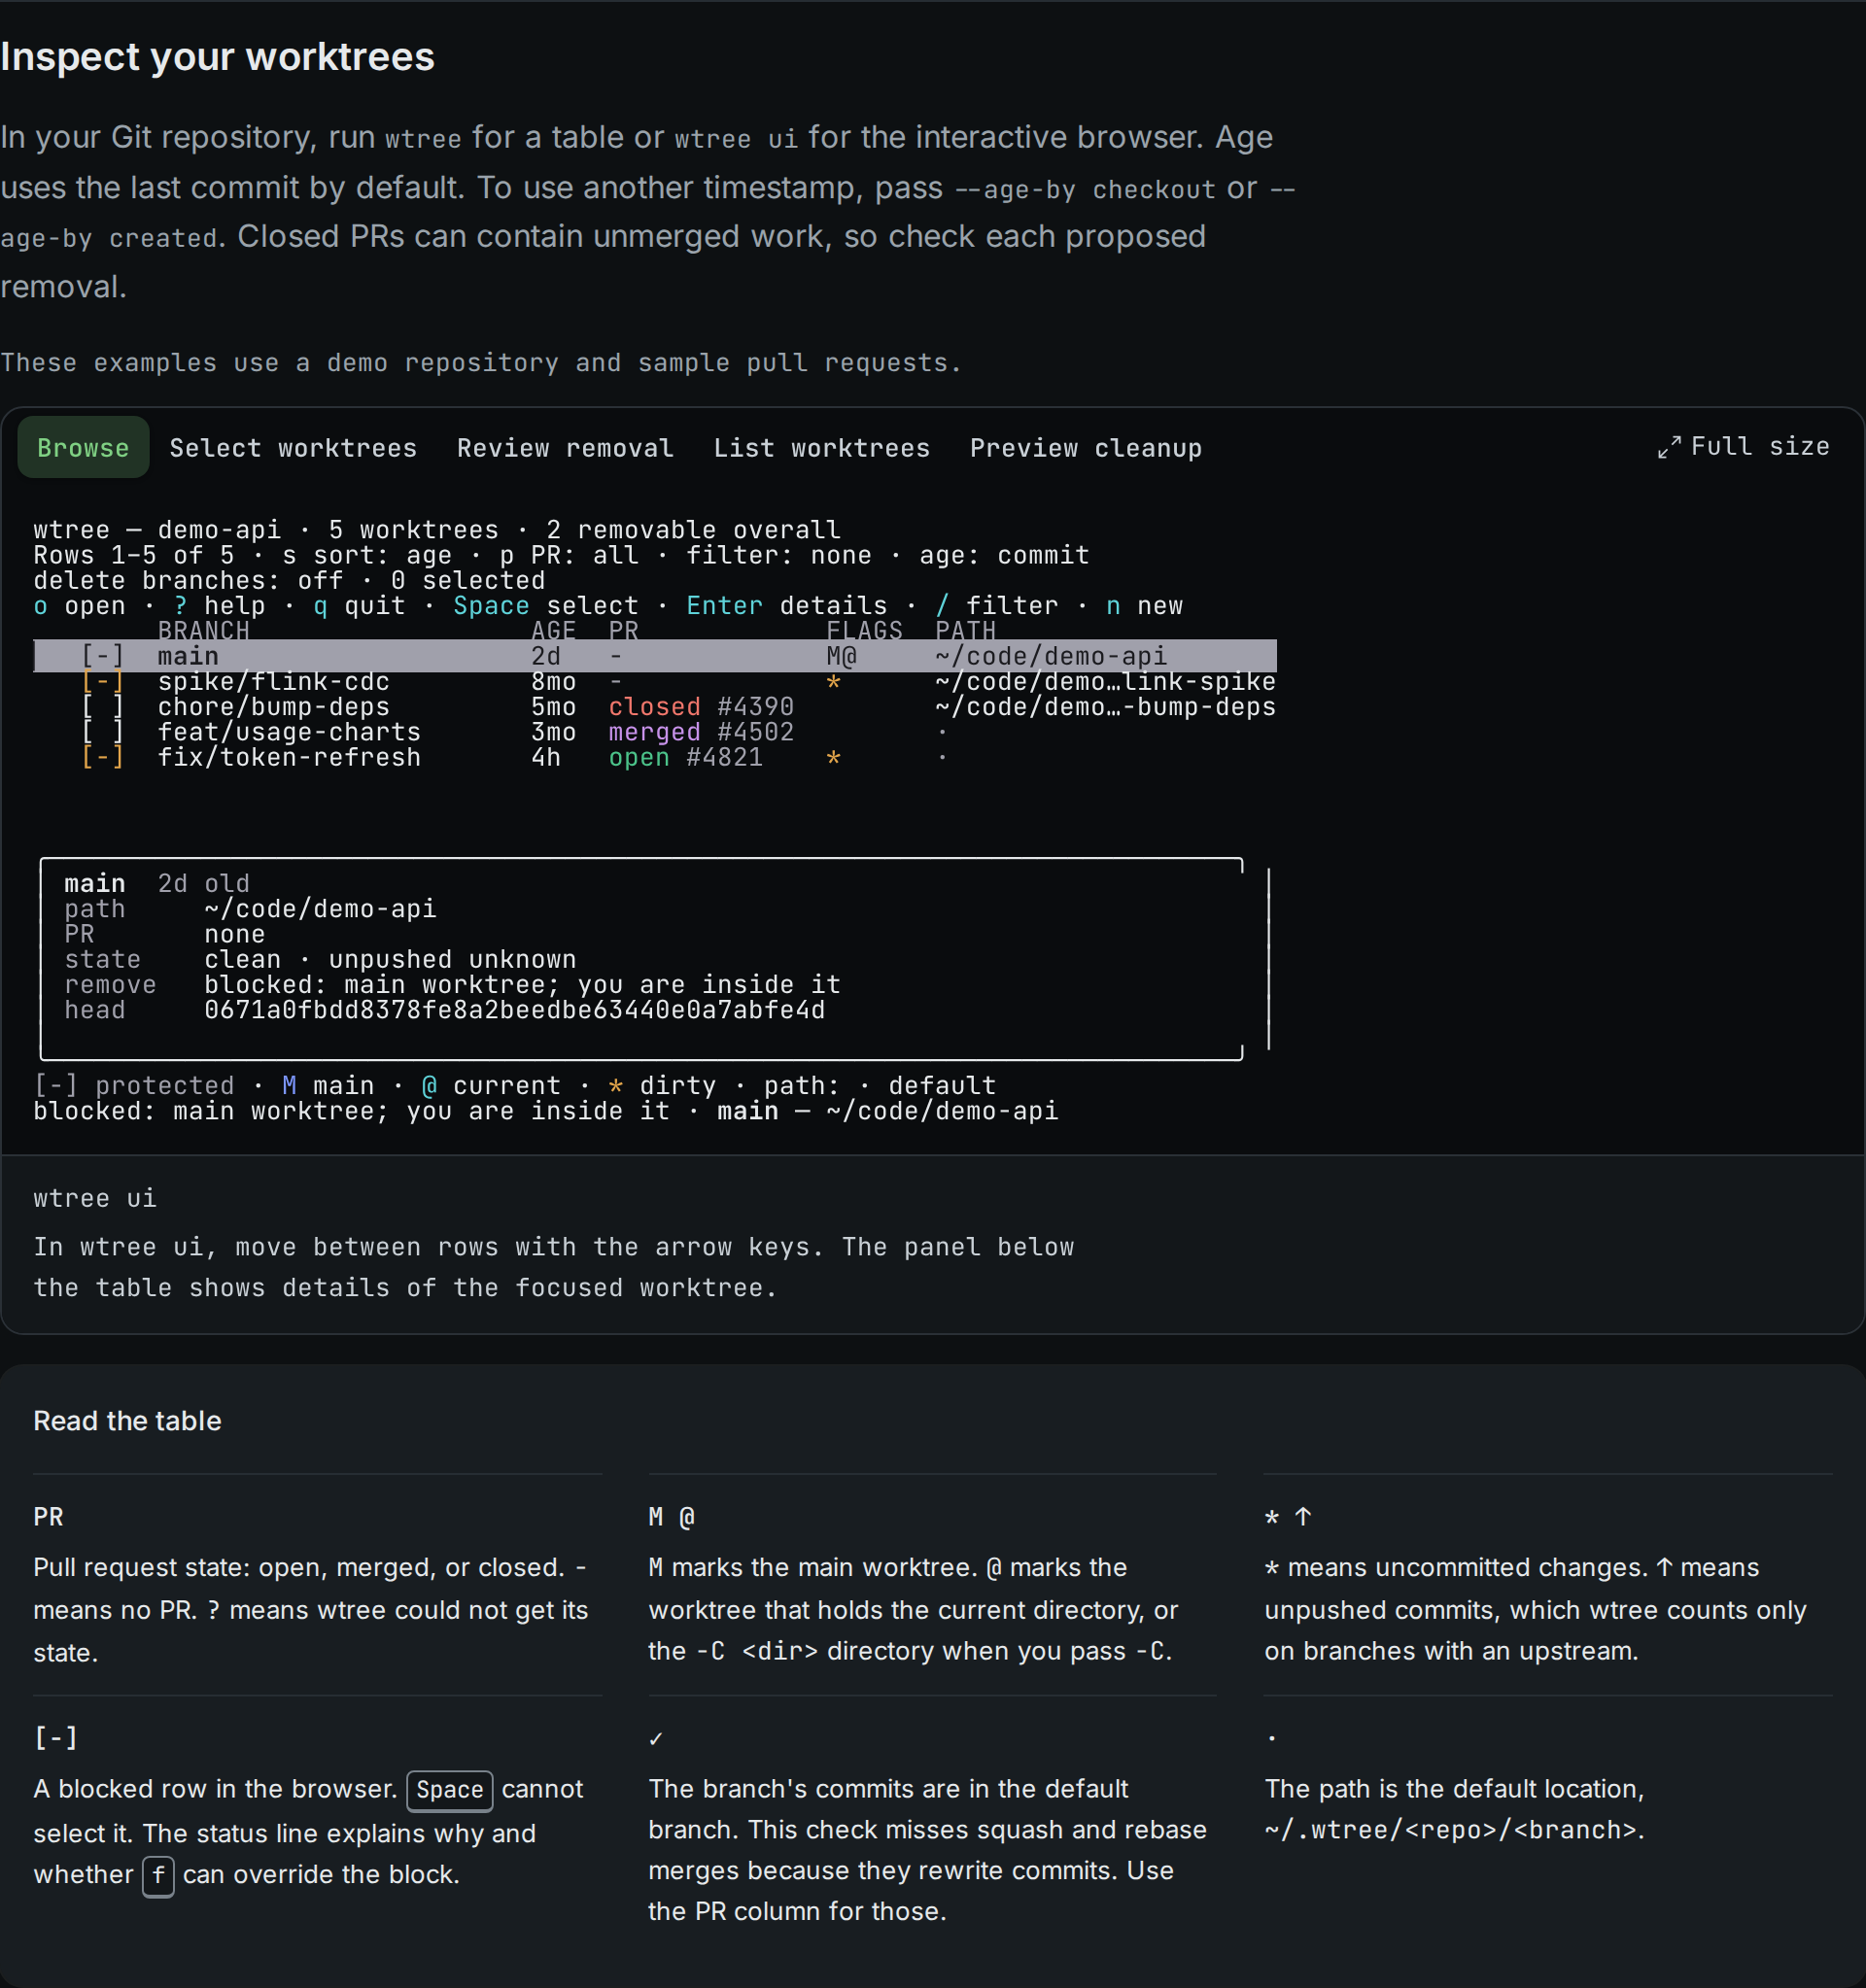 Inspect your worktrees
In your Git repository, run wtree for a table or wtree ui for the interactive browser. Age
uses the last commit by default. To use another timestamp, pass --age-by checkout or --
age-by created. Closed PRs can contain unmerged work, so check each proposed
removal.
These examples use a demo repository and sample pull requests.
Browse Select worktrees Review removal List worktrees Preview cleanup Full size
wtree — demo-api · 5 worktrees · 2 removable overall
Rows 1–5 of 5 · s sort: age · p PR: all · filter: none · age: commit
delete branches: off · 0 selected
o open · ? help · q quit · Space select · Enter details · / filter · n new
BRANCH AGE PR FLAGS PATH
[-] main 2d - M@ ~/code/demo-api
[-] spike/flink-cdc 8mo - * ~/code/demo…link-spike
[ ] chore/bump-deps 5mo closed #4390 ~/code/demo…-bump-deps
[ ] feat/usage-charts 3mo merged #4502 ·
[-] fix/token-refresh 4h open #4821 * ·
main 2d old
path ~/code/demo-api
PR none
state clean · unpushed unknown
remove blocked: main worktree; you are inside it
head 0671a0fbdd8378fe8a2beedbe63440e0a7abfe4d
[-] protected · M main · @ current · * dirty · path: · default
blocked: main worktree; you are inside it · main — ~/code/demo-api
wtree ui
In wtree ui, move between rows with the arrow keys. The panel below
the table shows details of the focused worktree.
Read the table
PR
Pull request state: open, merged, or closed. -
means no PR. ? means wtree could not get its
state.
M @
M marks the main worktree. @ marks the
worktree that holds the current directory, or
the -C <dir> directory when you pass -C.
* ↑
* means uncommitted changes. ↑ means
unpushed commits, which wtree counts only
on branches with an upstream.
[-]
A blocked row in the browser. Space cannot
select it. The status line explains why and
whether f can override the block.
✓
The branch's commits are in the default
branch. This check misses squash and rebase
merges because they rewrite commits. Use
the PR column for those.
·
The path is the default location,
~/.wtree/<repo>/<branch>.